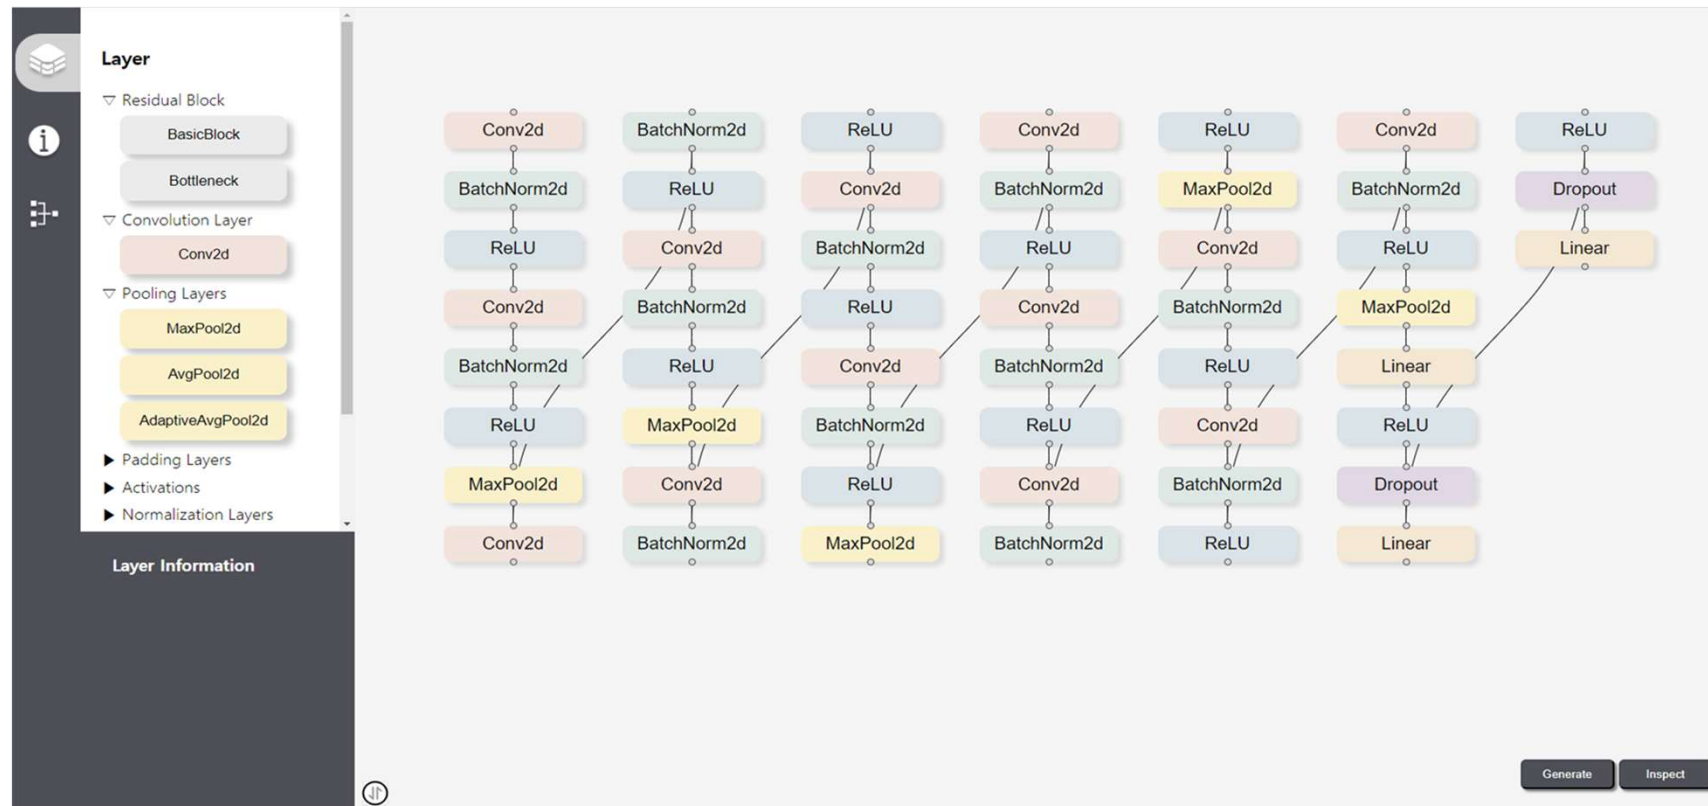 Layer
▽ Residual Block
BasicBlock
Bottleneck
▽ Convolution Layer
Conv2d
▽ Pooling Layers
MaxPool2d
AvgPool2d
AdaptiveAvgPool2d
▶ Padding Layers
▶ Activations
▶ Normalization Layers
Layer Information
Conv2d
BatchNorm2d
ReLU
Conv2d
BatchNorm2d
ReLU
MaxPool2d
Conv2d
BatchNorm2d
ReLU
Conv2d
BatchNorm2d
ReLU
MaxPool2d
Conv2d
BatchNorm2d
ReLU
Conv2d
BatchNorm2d
ReLU
Conv2d
BatchNorm2d
ReLU
MaxPool2d
Conv2d
BatchNorm2d
ReLU
Conv2d
BatchNorm2d
ReLU
Conv2d
BatchNorm2d
ReLU
MaxPool2d
Conv2d
BatchNorm2d
ReLU
Conv2d
BatchNorm2d
ReLU
Conv2d
BatchNorm2d
ReLU
MaxPool2d
Linear
ReLU
Dropout
Linear
ReLU
Dropout
Linear
Generate
Inspect